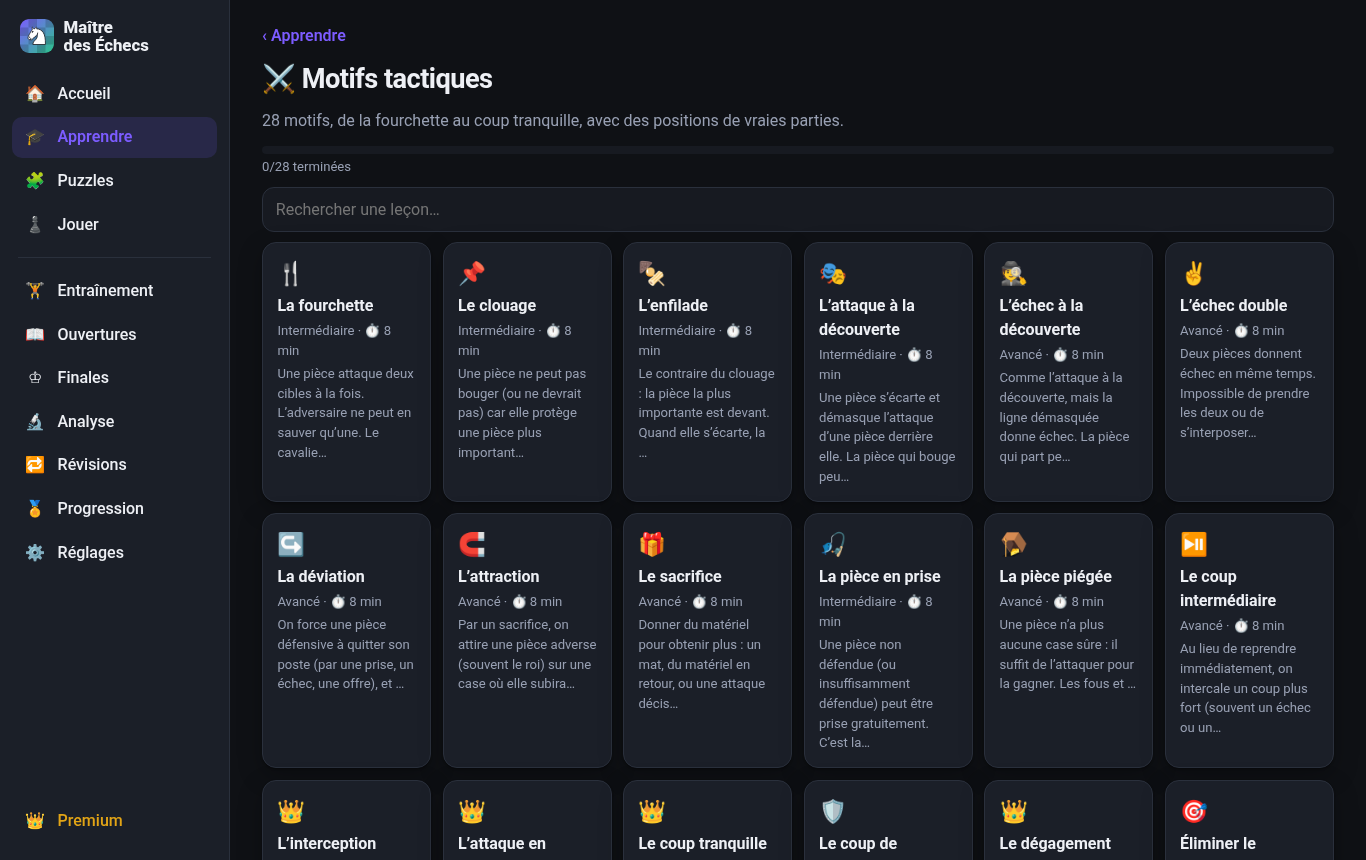 Maître
des Échecs
Accueil
Apprendre
Puzzles
Jouer
Entraînement
Ouvertures
Finales
Analyse
Révisions
Progression
Réglages
Premium
‹ Apprendre
Motifs tactiques
28 motifs, de la fourchette au coup tranquille, avec des positions de vraies parties.
0/28 terminées
Rechercher une leçon…
La fourchette
Intermédiaire · ⏱️ 8
min
Une pièce attaque deux
cibles à la fois.
L’adversaire ne peut en
sauver qu’une. Le
cavalie…
Le clouage
Intermédiaire · ⏱️ 8
min
Une pièce ne peut pas
bouger (ou ne devrait
pas) car elle protège
une pièce plus
important…
L’enfilade
Intermédiaire · ⏱️ 8
min
Le contraire du clouage
: la pièce la plus
importante est devant.
Quand elle s’écarte, la
…
L’attaque à la
découverte
Intermédiaire · ⏱️ 8
min
Une pièce s’écarte et
démasque l’attaque
d’une pièce derrière
elle. La pièce qui bouge
peu…
L’échec à la
découverte
Avancé · ⏱️ 8 min
Comme l’attaque à la
découverte, mais la
ligne démasquée
donne échec. La pièce
qui part pe…
L’échec double
Avancé · ⏱️ 8 min
Deux pièces donnent
échec en même temps.
Impossible de prendre
les deux ou de
s’interposer…
La déviation
Avancé · ⏱️ 8 min
On force une pièce
défensive à quitter son
poste (par une prise, un
échec, une offre), et …
L’attraction
Avancé · ⏱️ 8 min
Par un sacrifice, on
attire une pièce adverse
(souvent le roi) sur une
case où elle subira…
Le sacrifice
Avancé · ⏱️ 8 min
Donner du matériel
pour obtenir plus : un
mat, du matériel en
retour, ou une attaque
décis…
La pièce en prise
Intermédiaire · ⏱️ 8
min
Une pièce non
défendue (ou
insuffisamment
défendue) peut être
prise gratuitement.
C’est la…
La pièce piégée
Avancé · ⏱️ 8 min
Une pièce n’a plus
aucune case sûre : il
suffit de l’attaquer pour
la gagner. Les fous et …
Le coup
intermédiaire
Avancé · ⏱️ 8 min
Au lieu de reprendre
immédiatement, on
intercale un coup plus
fort (souvent un échec
ou un…
L’interception
L’attaque en
Le coup tranquille
Le coup de
Le dégagement
Éliminer le